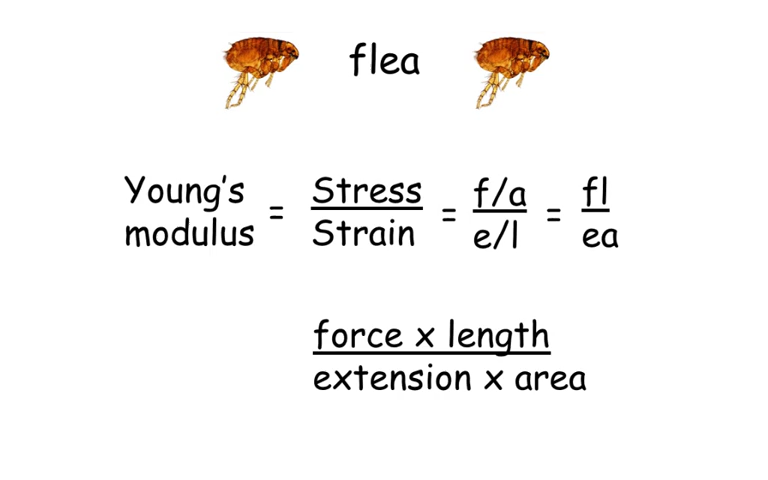 flea
Young's modulus = Stress/Strain = f/a / e/l = fl/ea
force x length
extension x area